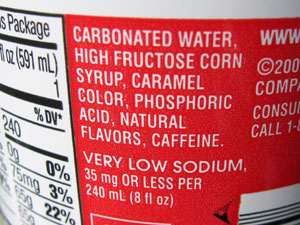 s Package
fl oz (591 mL)
1
% DV*
240
0g 0%
75mg 3%
65g 22%
65g
CARBONATED WATER,
HIGH FRUCTOSE CORN
SYRUP, CARAMEL
COLOR, PHOSPHORIC
ACID, NATURAL
FLAVORS, CAFFEINE.
VERY LOW SODIUM,
35 mg OR LESS PER
240 mL (8 fl oz)
www.
©200
COMPA
CONSU
CALL 1-